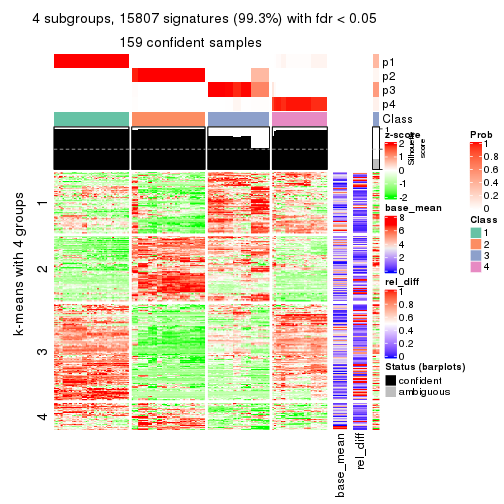 4 subgroups, 15807 signatures (99.3%) with fdr < 0.05
159 confident samples
p1
p2
p3
p4
Class
1
Silhouette
score
k-means with 4 groups
1
2
3
4
base_mean
rel_diff
z-score
2
1
0
-1
-2
base_mean
8
6
4
2
0
rel_diff
1
0.8
0.6
0.4
0.2
0
Status (barplots)
confident
ambiguous
Prob
1
0.8
0.6
0.4
0.2
0
Class
1
2
3
4